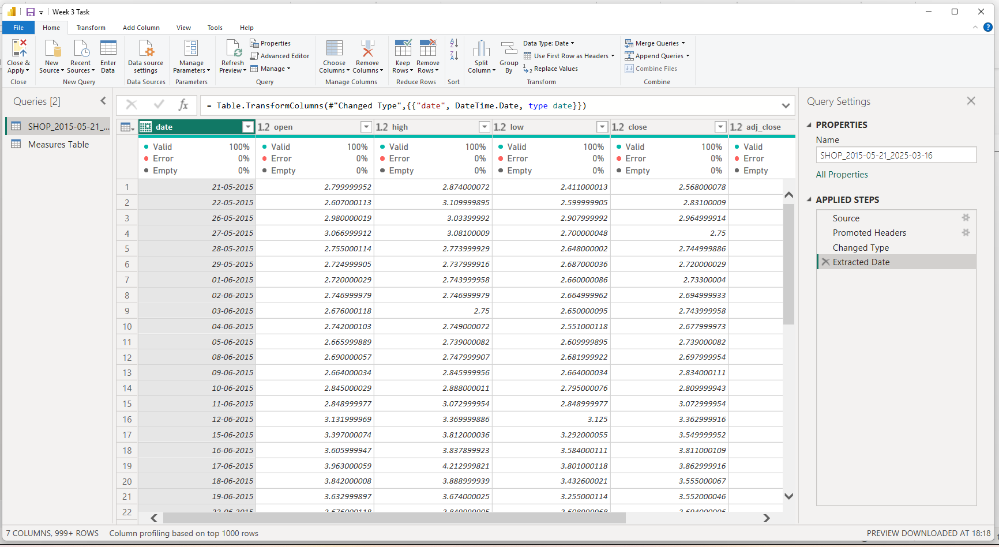 Week 3 Task
File Home Transform Add Column View Tools Help
Close & Apply
New Source
Recent Sources
Enter Data
Data source settings
Manage Parameters
Refresh Preview
Properties
Advanced Editor
Manage
Choose Columns
Remove Columns
Keep Rows
Remove Rows
Split Column
Group By
Data Type: Date
Use First Row as Headers
Replace Values
Merge Queries
Append Queries
Combine Files
Close New Query Data Sources Parameters Query Manage Columns Reduce Rows Sort Transform Combine
Queries [2]
SHOP_2015-05-21_...
Measures Table
= Table.TransformColumns(#"Changed Type",{{"date", DateTime.Date, type date}})
date 1.2 open 1.2 high 1.2 low 1.2 close 1.2 adj_close
Valid 100% Valid 100% Valid 100% Valid 100% Valid 100% Valid
Error 0% Error 0% Error 0% Error 0% Error 0% Error
Empty 0% Empty 0% Empty 0% Empty 0% Empty 0% Empty
1 21-05-2015 2.799999952 2.874000072 2.411000013 2.568000078
2 22-05-2015 2.607000113 3.109999895 2.599999905 2.83100009
3 26-05-2015 2.980000019 3.03399992 2.907999992 2.964999914
4 27-05-2015 3.066999912 3.08100009 2.700000048 2.75
5 28-05-2015 2.755000114 2.773999929 2.648000002 2.744999886
6 29-05-2015 2.724999905 2.737999916 2.687000036 2.720000029
7 01-06-2015 2.720000029 2.743999958 2.660000086 2.73300004
8 02-06-2015 2.746999979 2.746999979 2.664999962 2.694999933
9 03-06-2015 2.676000118 2.75 2.650000095 2.743999958
10 04-06-2015 2.742000103 2.749000072 2.551000118 2.677999973
11 05-06-2015 2.665999889 2.739000082 2.609999895 2.739000082
12 08-06-2015 2.690000057 2.747999907 2.681999922 2.697999954
13 09-06-2015 2.664000034 2.845999956 2.664000034 2.834000111
14 10-06-2015 2.845000029 2.888000011 2.795000076 2.809999943
15 11-06-2015 2.848999977 3.072999954 2.848999977 3.072999954
16 12-06-2015 3.131999969 3.369999886 3.125 3.362999916
17 15-06-2015 3.397000074 3.812000036 3.292000055 3.549999952
18 16-06-2015 3.605999947 3.837899923 3.584000111 3.811000109
19 17-06-2015 3.963000059 4.212999821 3.801000118 3.862999916
20 18-06-2015 3.842000008 3.888999939 3.432600021 3.555000067
21 19-06-2015 3.632999897 3.674000025 3.255000114 3.552000046
22
Query Settings
PROPERTIES
Name
SHOP_2015-05-21_2025-03-16
All Properties
APPLIED STEPS
Source
Promoted Headers
Changed Type
Extracted Date
7 COLUMNS, 999+ ROWS Column profiling based on top 1000 rows PREVIEW DOWNLOADED AT 18:18